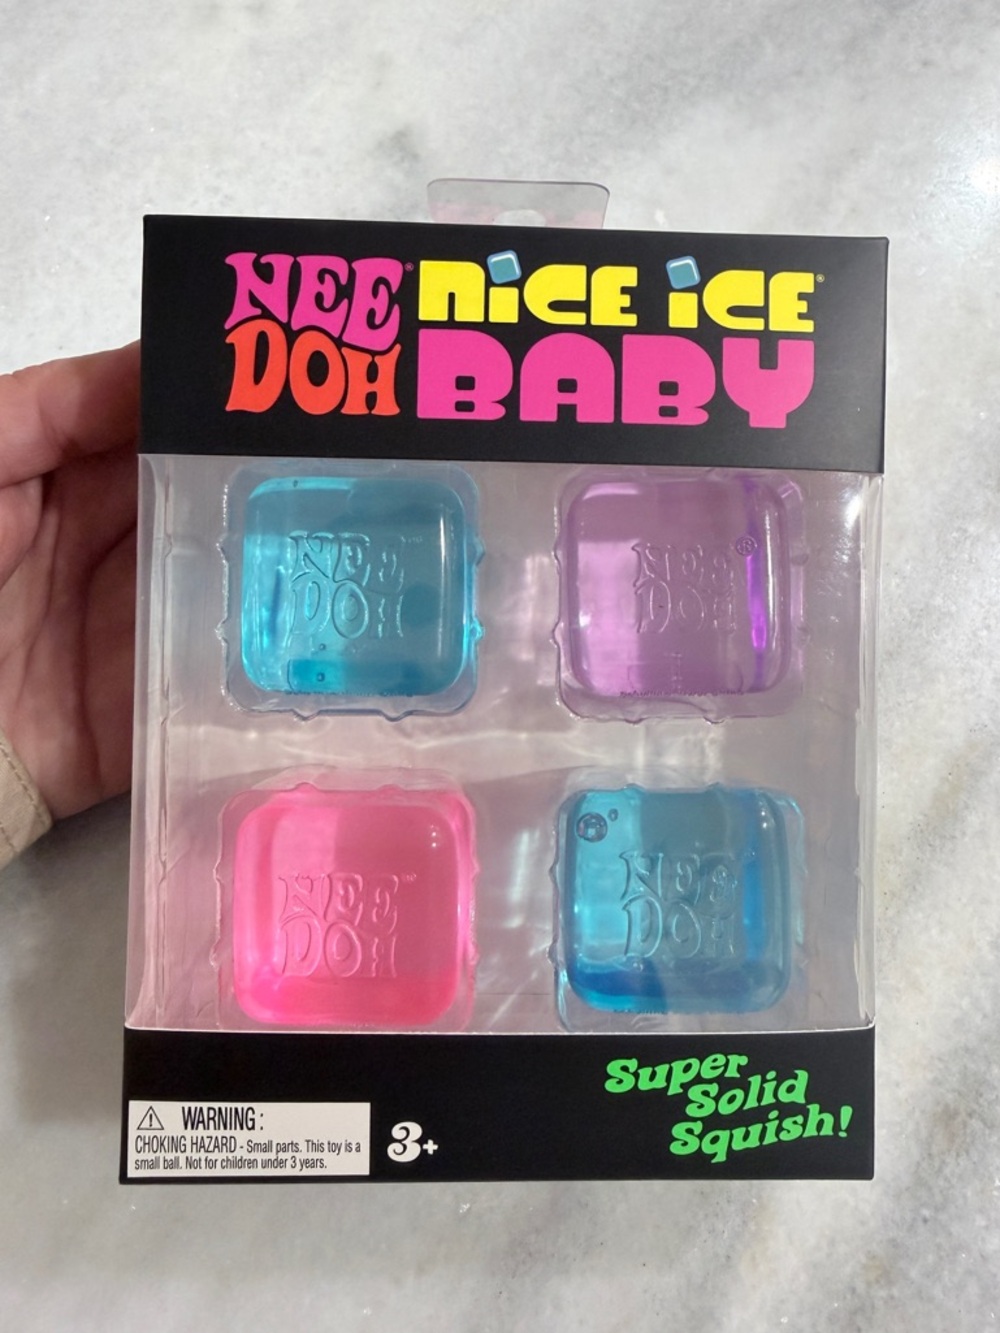 NEE® NICE ICE®
DOH BABY
NEE
DOH
NEE®
DOH
NEE
DOH
NEE
DOH
Super
Solid
Squish!
WARNING:
CHOKING HAZARD - Small parts. This toy is a
small ball. Not for children under 3 years.
3+